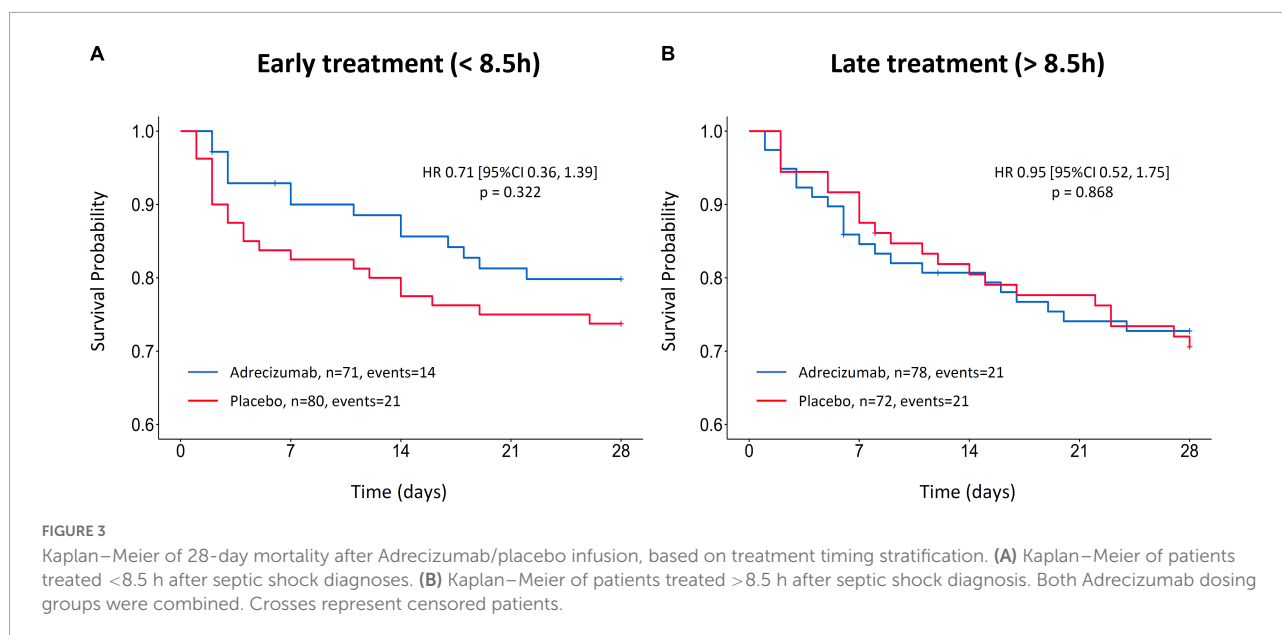 A
Early treatment (< 8.5h)
1.0
0.9
0.8
0.7
0.6
Survival Probability
HR 0.71 [95%CI 0.36, 1.39]
p = 0.322
Adrecizumab, n=71, events=14
Placebo, n=80, events=21
0 7 14 21 28
Time (days)
B
Late treatment (> 8.5h)
1.0
0.9
0.8
0.7
0.6
Survival Probability
HR 0.95 [95%CI 0.52, 1.75]
p = 0.868
Adrecizumab, n=78, events=21
Placebo, n=72, events=21
0 7 14 21 28
Time (days)
FIGURE 3
Kaplan–Meier of 28-day mortality after Adrecizumab/placebo infusion, based on treatment timing stratification. (A) Kaplan–Meier of patients
treated <8.5 h after septic shock diagnoses. (B) Kaplan–Meier of patients treated >8.5 h after septic shock diagnosis. Both Adrecizumab dosing
groups were combined. Crosses represent censored patients.